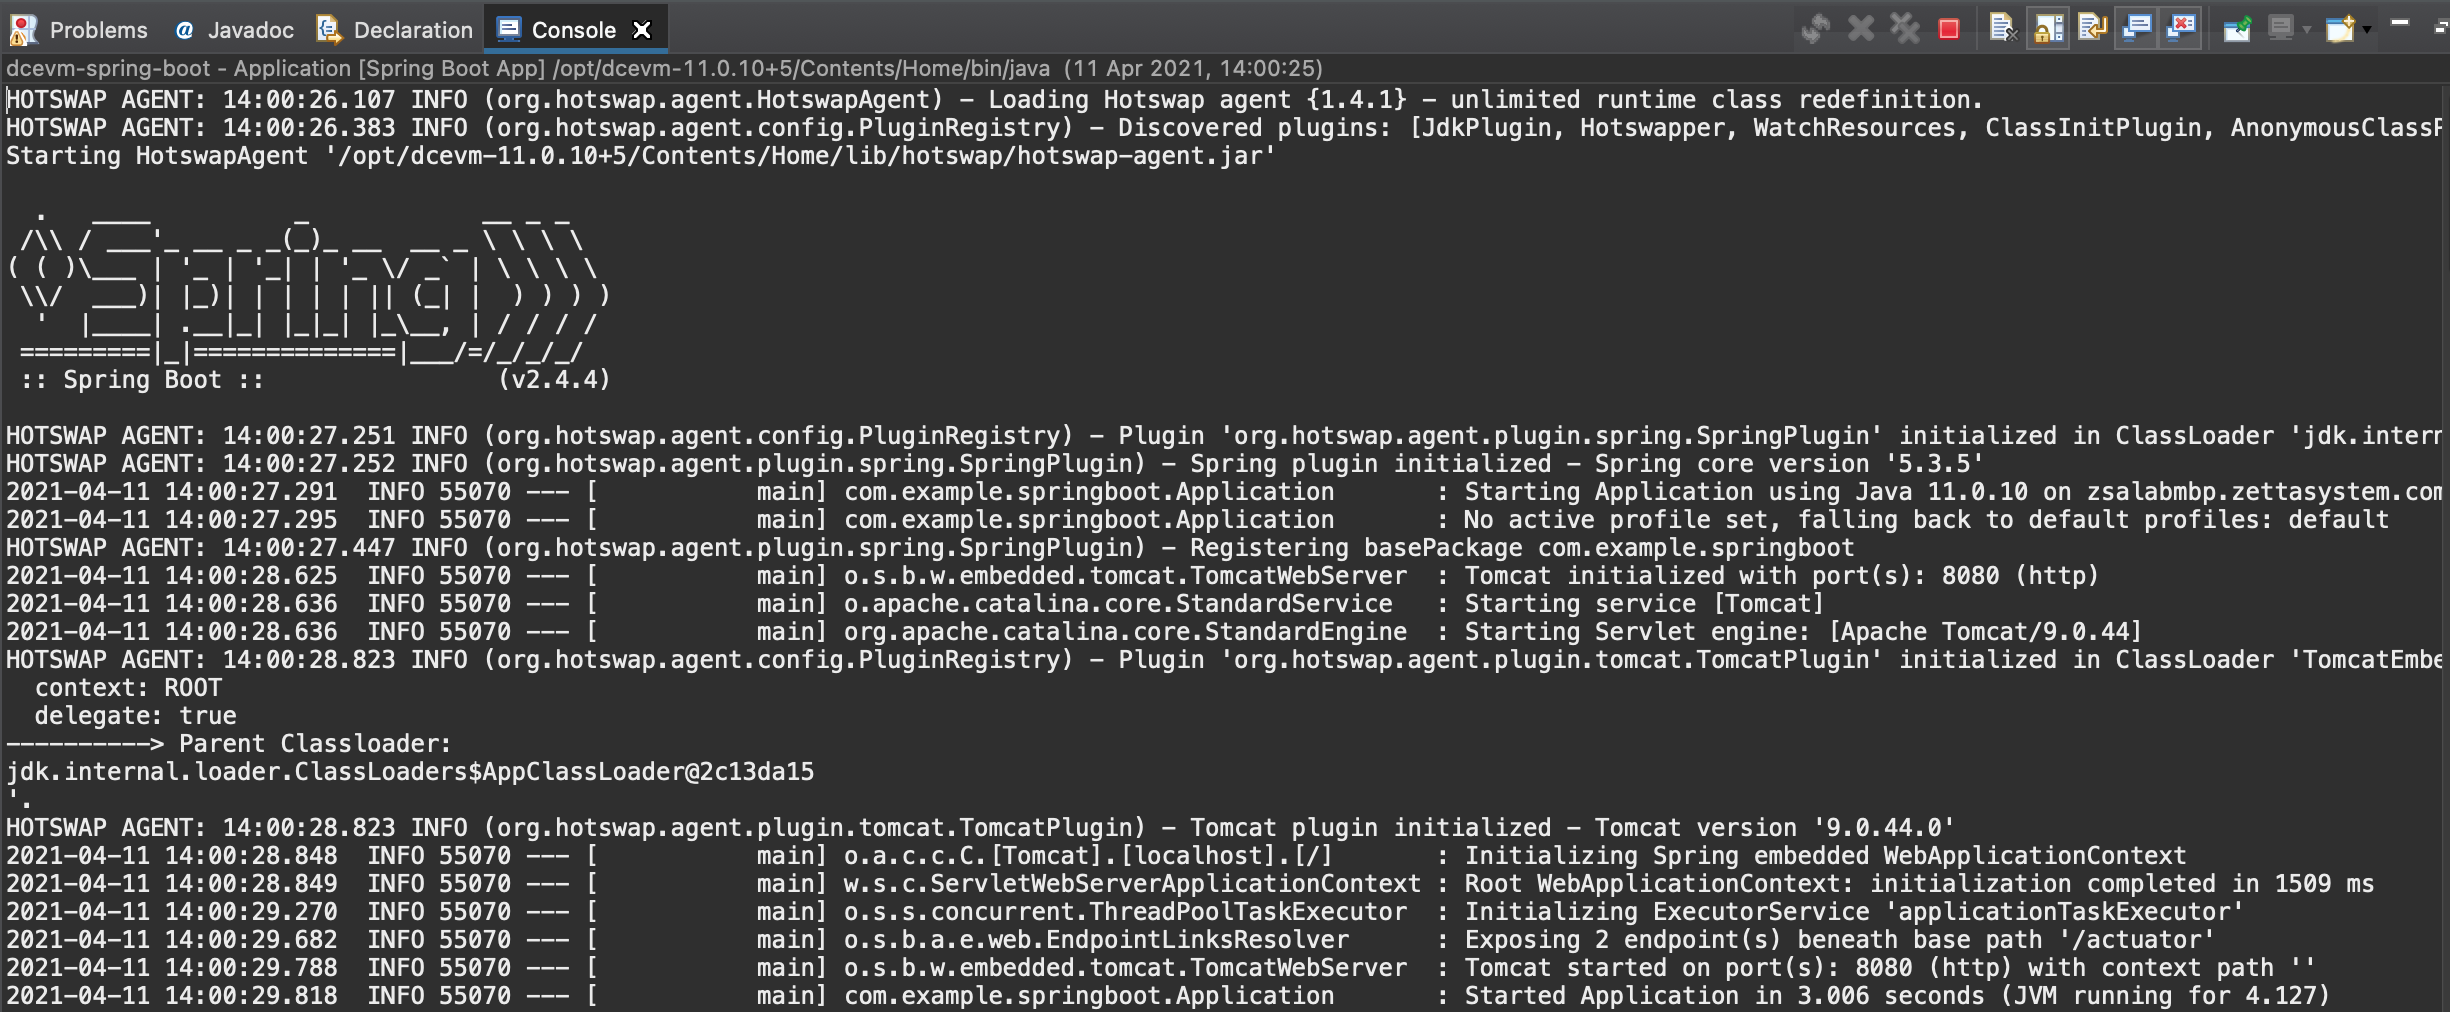 Problems @ Javadoc Declaration Console
dcevm-spring-boot - Application [Spring Boot App] /opt/dcevm-11.0.10+5/Contents/Home/bin/java  (11 Apr 2021, 14:00:25)
HOTSWAP AGENT: 14:00:26.107 INFO (org.hotswap.agent.HotswapAgent) - Loading Hotswap agent {1.4.1} - unlimited runtime class redefinition.
HOTSWAP AGENT: 14:00:26.383 INFO (org.hotswap.agent.config.PluginRegistry) - Discovered plugins: [JdkPlugin, Hotswapper, WatchResources, ClassInitPlugin, AnonymousClassP
Starting HotswapAgent '/opt/dcevm-11.0.10+5/Contents/Home/lib/hotswap/hotswap-agent.jar'
  .   ____          _            __ _ _
 /\\ / ___'_ __ _ _(_)_ __  __ _ \ \ \ \
( ( )\___ | '_ | '_| | '_ \/ _` | \ \ \ \
 \\/  ___)| |_)| | | | | || (_| |  ) ) ) )
  '  |____| .__|_| |_|_| |_\__, | / / / /
 =========|_|==============|___/=/_/_/_/
 :: Spring Boot ::                (v2.4.4)
HOTSWAP AGENT: 14:00:27.251 INFO (org.hotswap.agent.config.PluginRegistry) - Plugin 'org.hotswap.agent.plugin.spring.SpringPlugin' initialized in ClassLoader 'jdk.intern
HOTSWAP AGENT: 14:00:27.252 INFO (org.hotswap.agent.plugin.spring.SpringPlugin) - Spring plugin initialized - Spring core version '5.3.5'
2021-04-11 14:00:27.291  INFO 55070 --- [           main] com.example.springboot.Application       : Starting Application using Java 11.0.10 on zsalabmbp.zettasystem.com
2021-04-11 14:00:27.295  INFO 55070 --- [           main] com.example.springboot.Application       : No active profile set, falling back to default profiles: default
HOTSWAP AGENT: 14:00:27.447 INFO (org.hotswap.agent.plugin.spring.SpringPlugin) - Registering basePackage com.example.springboot
2021-04-11 14:00:28.625  INFO 55070 --- [           main] o.s.b.w.embedded.tomcat.TomcatWebServer  : Tomcat initialized with port(s): 8080 (http)
2021-04-11 14:00:28.636  INFO 55070 --- [           main] o.apache.catalina.core.StandardService   : Starting service [Tomcat]
2021-04-11 14:00:28.636  INFO 55070 --- [           main] org.apache.catalina.core.StandardEngine  : Starting Servlet engine: [Apache Tomcat/9.0.44]
HOTSWAP AGENT: 14:00:28.823 INFO (org.hotswap.agent.config.PluginRegistry) - Plugin 'org.hotswap.agent.plugin.tomcat.TomcatPlugin' initialized in ClassLoader 'TomcatEmbe
  context: ROOT
  delegate: true
----------> Parent Classloader:
jdk.internal.loader.ClassLoaders$AppClassLoader@2c13da15
'.
HOTSWAP AGENT: 14:00:28.823 INFO (org.hotswap.agent.plugin.tomcat.TomcatPlugin) - Tomcat plugin initialized - Tomcat version '9.0.44.0'
2021-04-11 14:00:28.848  INFO 55070 --- [           main] o.a.c.c.C.[Tomcat].[localhost].[/]       : Initializing Spring embedded WebApplicationContext
2021-04-11 14:00:28.849  INFO 55070 --- [           main] w.s.c.ServletWebServerApplicationContext : Root WebApplicationContext: initialization completed in 1509 ms
2021-04-11 14:00:29.270  INFO 55070 --- [           main] o.s.s.concurrent.ThreadPoolTaskExecutor  : Initializing ExecutorService 'applicationTaskExecutor'
2021-04-11 14:00:29.682  INFO 55070 --- [           main] o.s.b.a.e.web.EndpointLinksResolver      : Exposing 2 endpoint(s) beneath base path '/actuator'
2021-04-11 14:00:29.788  INFO 55070 --- [           main] o.s.b.w.embedded.tomcat.TomcatWebServer  : Tomcat started on port(s): 8080 (http) with context path ''
2021-04-11 14:00:29.818  INFO 55070 --- [           main] com.example.springboot.Application       : Started Application in 3.006 seconds (JVM running for 4.127)